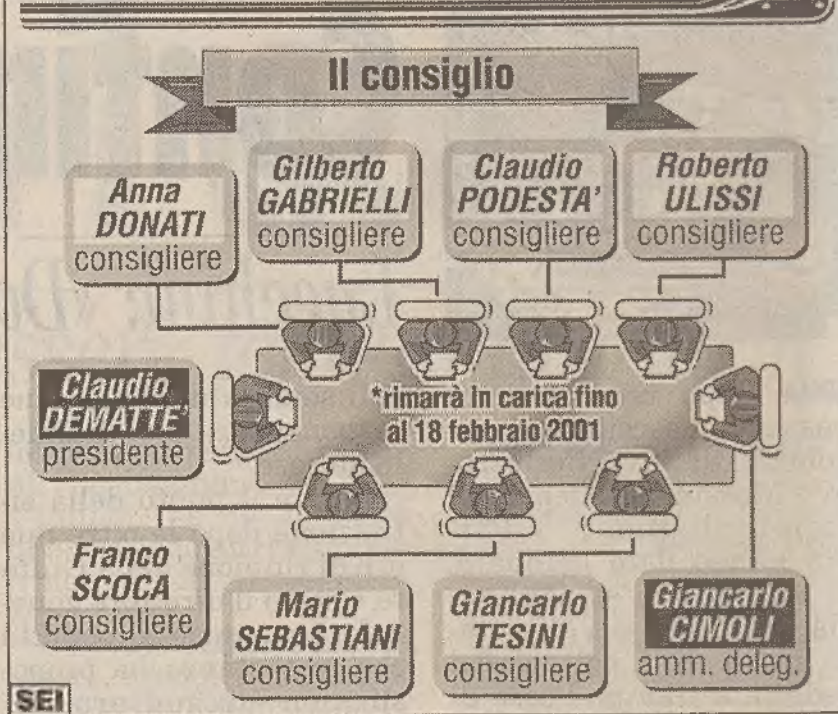 Il consiglio
Anna
DONATI
consigliere
Gilberto
GABRIELLI
consigliere
Claudio
PODESTA'
consigliere
Roberto
ULISSI
consigliere
Claudio
DEMATTE'
presidente
*rimarrà in carica fino
al 18 febbraio 2001
Franco
SCOCA
consigliere
Mario
SEBASTIANI
consigliere
Giancarlo
TESINI
consigliere
Giancarlo
CIMOLI
amm. deleg.
SEI